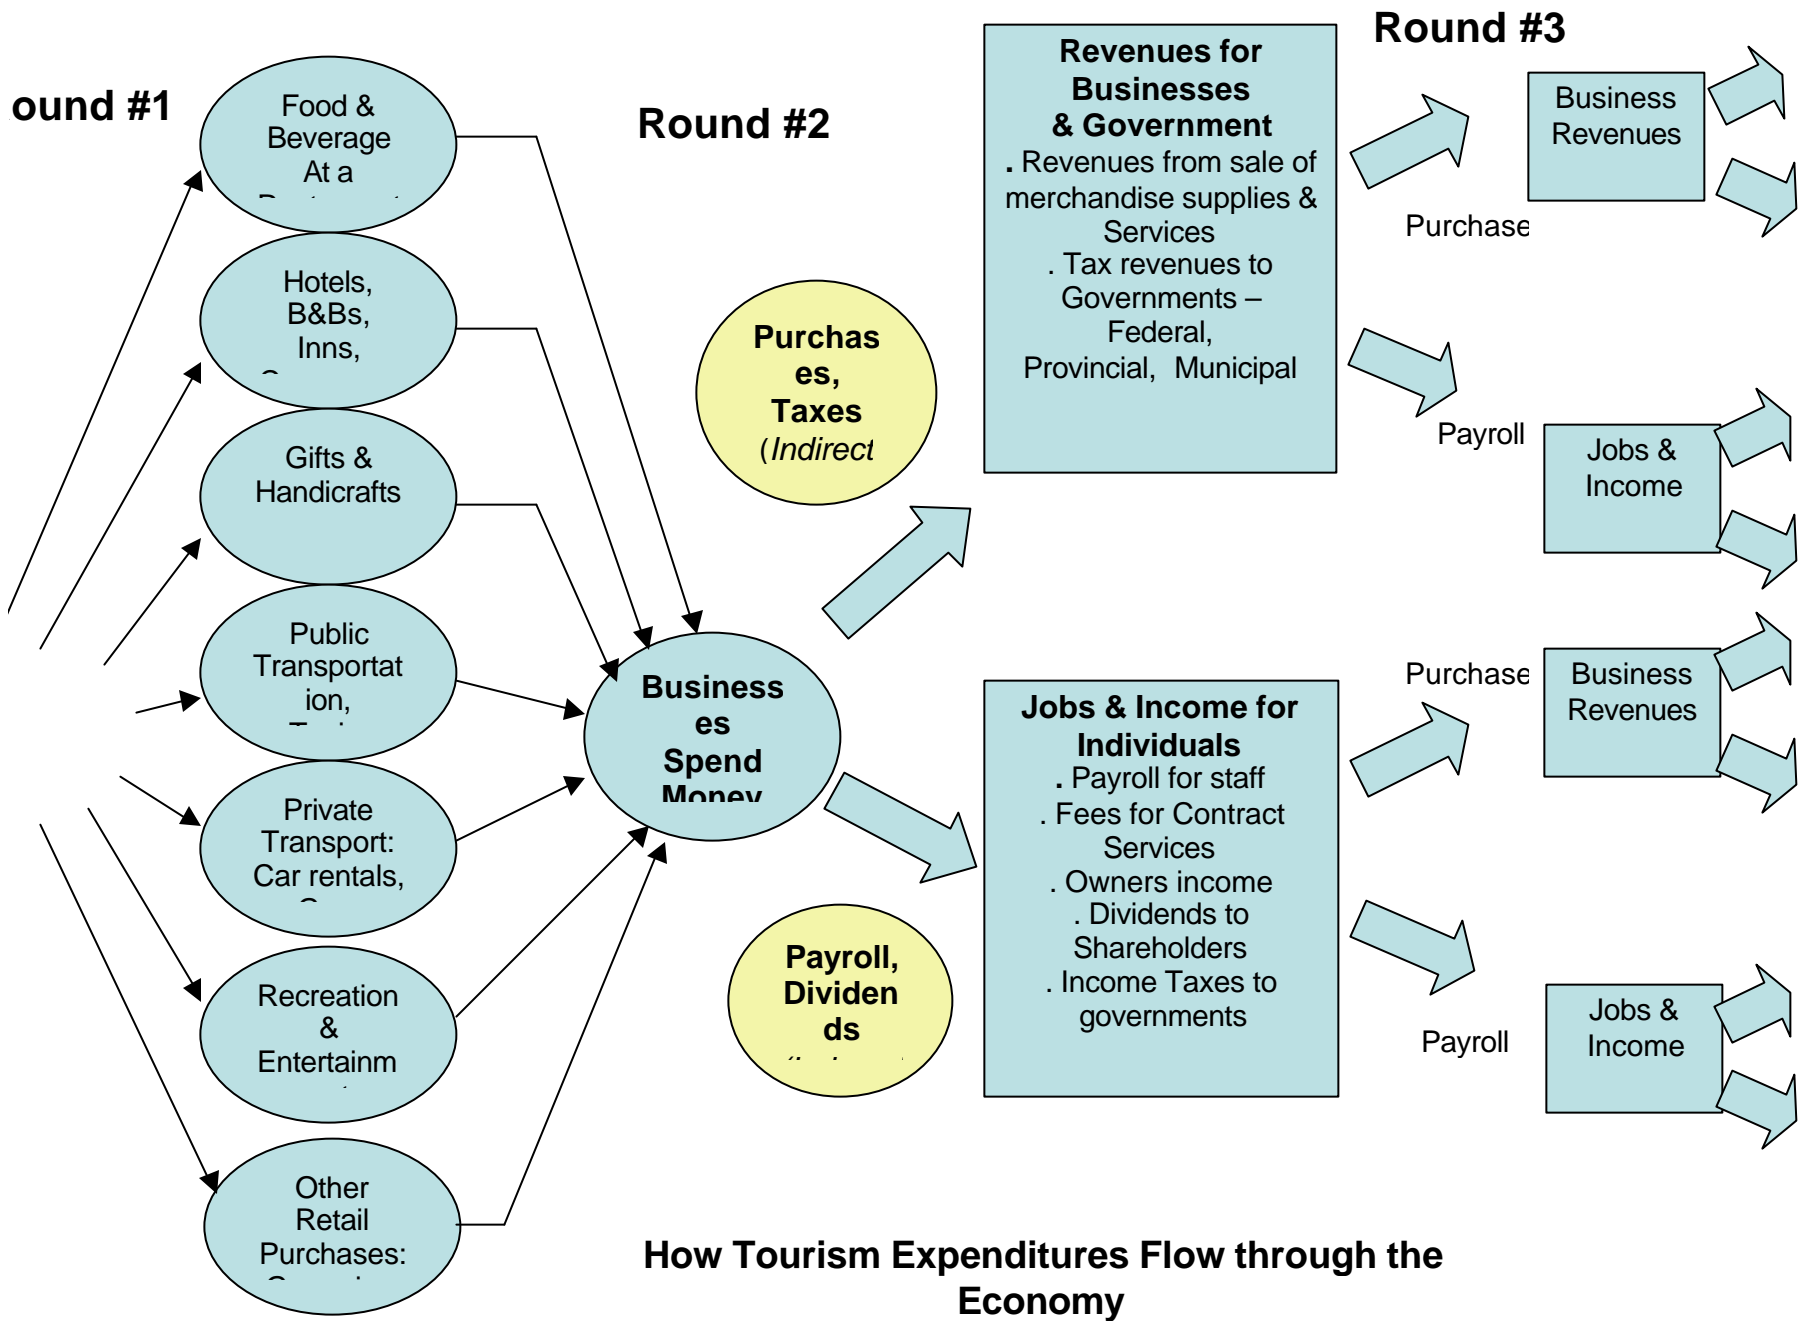 ound #1
Food &
Beverage
At a
Hotels,
B&Bs,
Inns,
Gifts &
Handicrafts
Public
Transportat
ion,
Private
Transport:
Car rentals,
Recreation
&
Entertainm
Other
Retail
Purchases:
Round #2
Business
es
Spend
Money
Purchas
es,
Taxes
(Indirect
Payroll,
Dividen
ds
Revenues for
Businesses
& Government
. Revenues from sale of
merchandise supplies &
Services
. Tax revenues to
Governments –
Federal,
Provincial, Municipal
Jobs & Income for
Individuals
. Payroll for staff
. Fees for Contract
Services
. Owners income
. Dividends to
Shareholders
. Income Taxes to
governments
Round #3
Purchase
Business
Revenues
Payroll
Jobs &
Income
Purchase
Business
Revenues
Payroll
Jobs &
Income
How Tourism Expenditures Flow through the
Economy